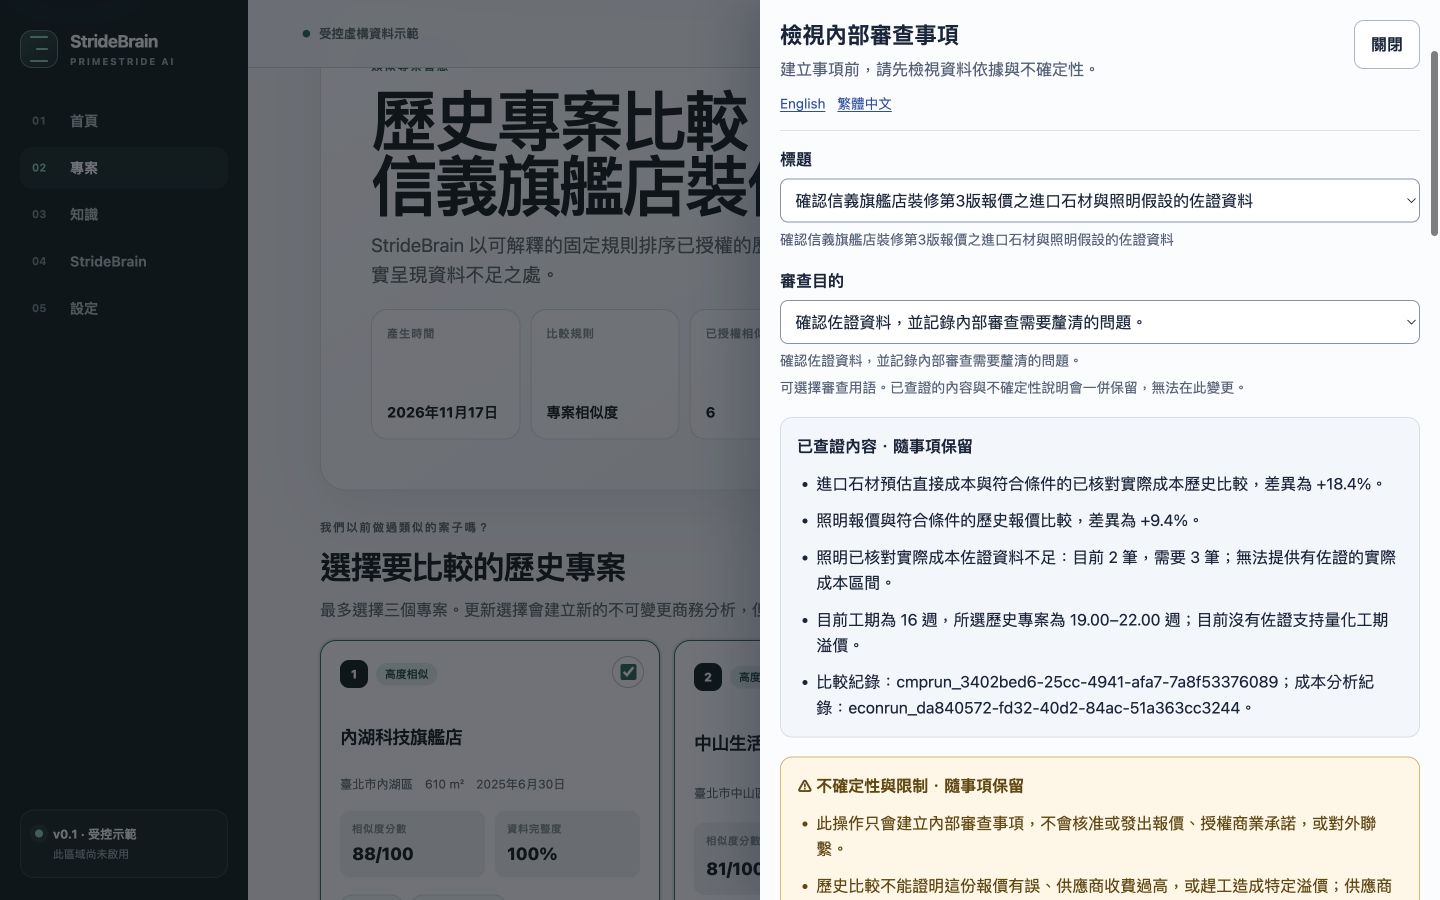 StrideBrain
PRIMESTRIDE AI
01 首頁
02 專案
03 知識
04 StrideBrain
05 設定
v0.1 · 受控示範
此區域尚未啟用
受控虛構資料示範
歷史專案比較
信義旗艦店裝
StrideBrain 以可解釋的固定規則排序已授權的
實呈現資料不足之處。
產生時間
2026年11月17日
比較規則
專案相似度
已授權相
6
我們以前做過類似的案子嗎？
選擇要比較的歷史專案
最多選擇三個專案。更新選擇會建立新的不可變更商務分析，
1 高度相似
內湖科技旗艦店
臺北市內湖區 610 m² 2025年6月30日
相似度分數
88/100
資料完整度
100%
2 高度
中山生活
臺北市中山
相似度分數
81/100
檢視內部審查事項
關閉
建立事項前，請先檢視資料依據與不確定性。
English 繁體中文
標題
確認信義旗艦店裝修第3版報價之進口石材與照明假設的佐證資料
確認信義旗艦店裝修第3版報價之進口石材與照明假設的佐證資料
審查目的
確認佐證資料，並記錄內部審查需要釐清的問題。
確認佐證資料，並記錄內部審查需要釐清的問題。
可選擇審查用語。已查證的內容與不確定性說明會一併保留，無法在此變更。
已查證內容 · 隨事項保留
• 進口石材預估直接成本與符合條件的已核對實際成本歷史比較，差異為 +18.4%。
• 照明報價與符合條件的歷史報價比較，差異為 +9.4%。
• 照明已核對實際成本佐證資料不足：目前 2 筆，需要 3 筆；無法提供有佐證的實際
成本區間。
• 目前工期為 16 週，所選歷史專案為 19.00–22.00 週；目前沒有佐證支持量化工期
溢價。
• 比較紀錄：cmprun_3402bed6-25cc-4941-afa7-7a8f53376089；成本分析紀
錄：econrun_da840572-fd32-40d2-84ac-51a363cc3244。
⚠ 不確定性與限制 · 隨事項保留
• 此操作只會建立內部審查事項，不會核准或發出報價、授權商業承諾，或對外聯
繫。
• 歷史比較不能證明這份報價有誤、供應商收費過高，或趕工造成特定溢價；供應商